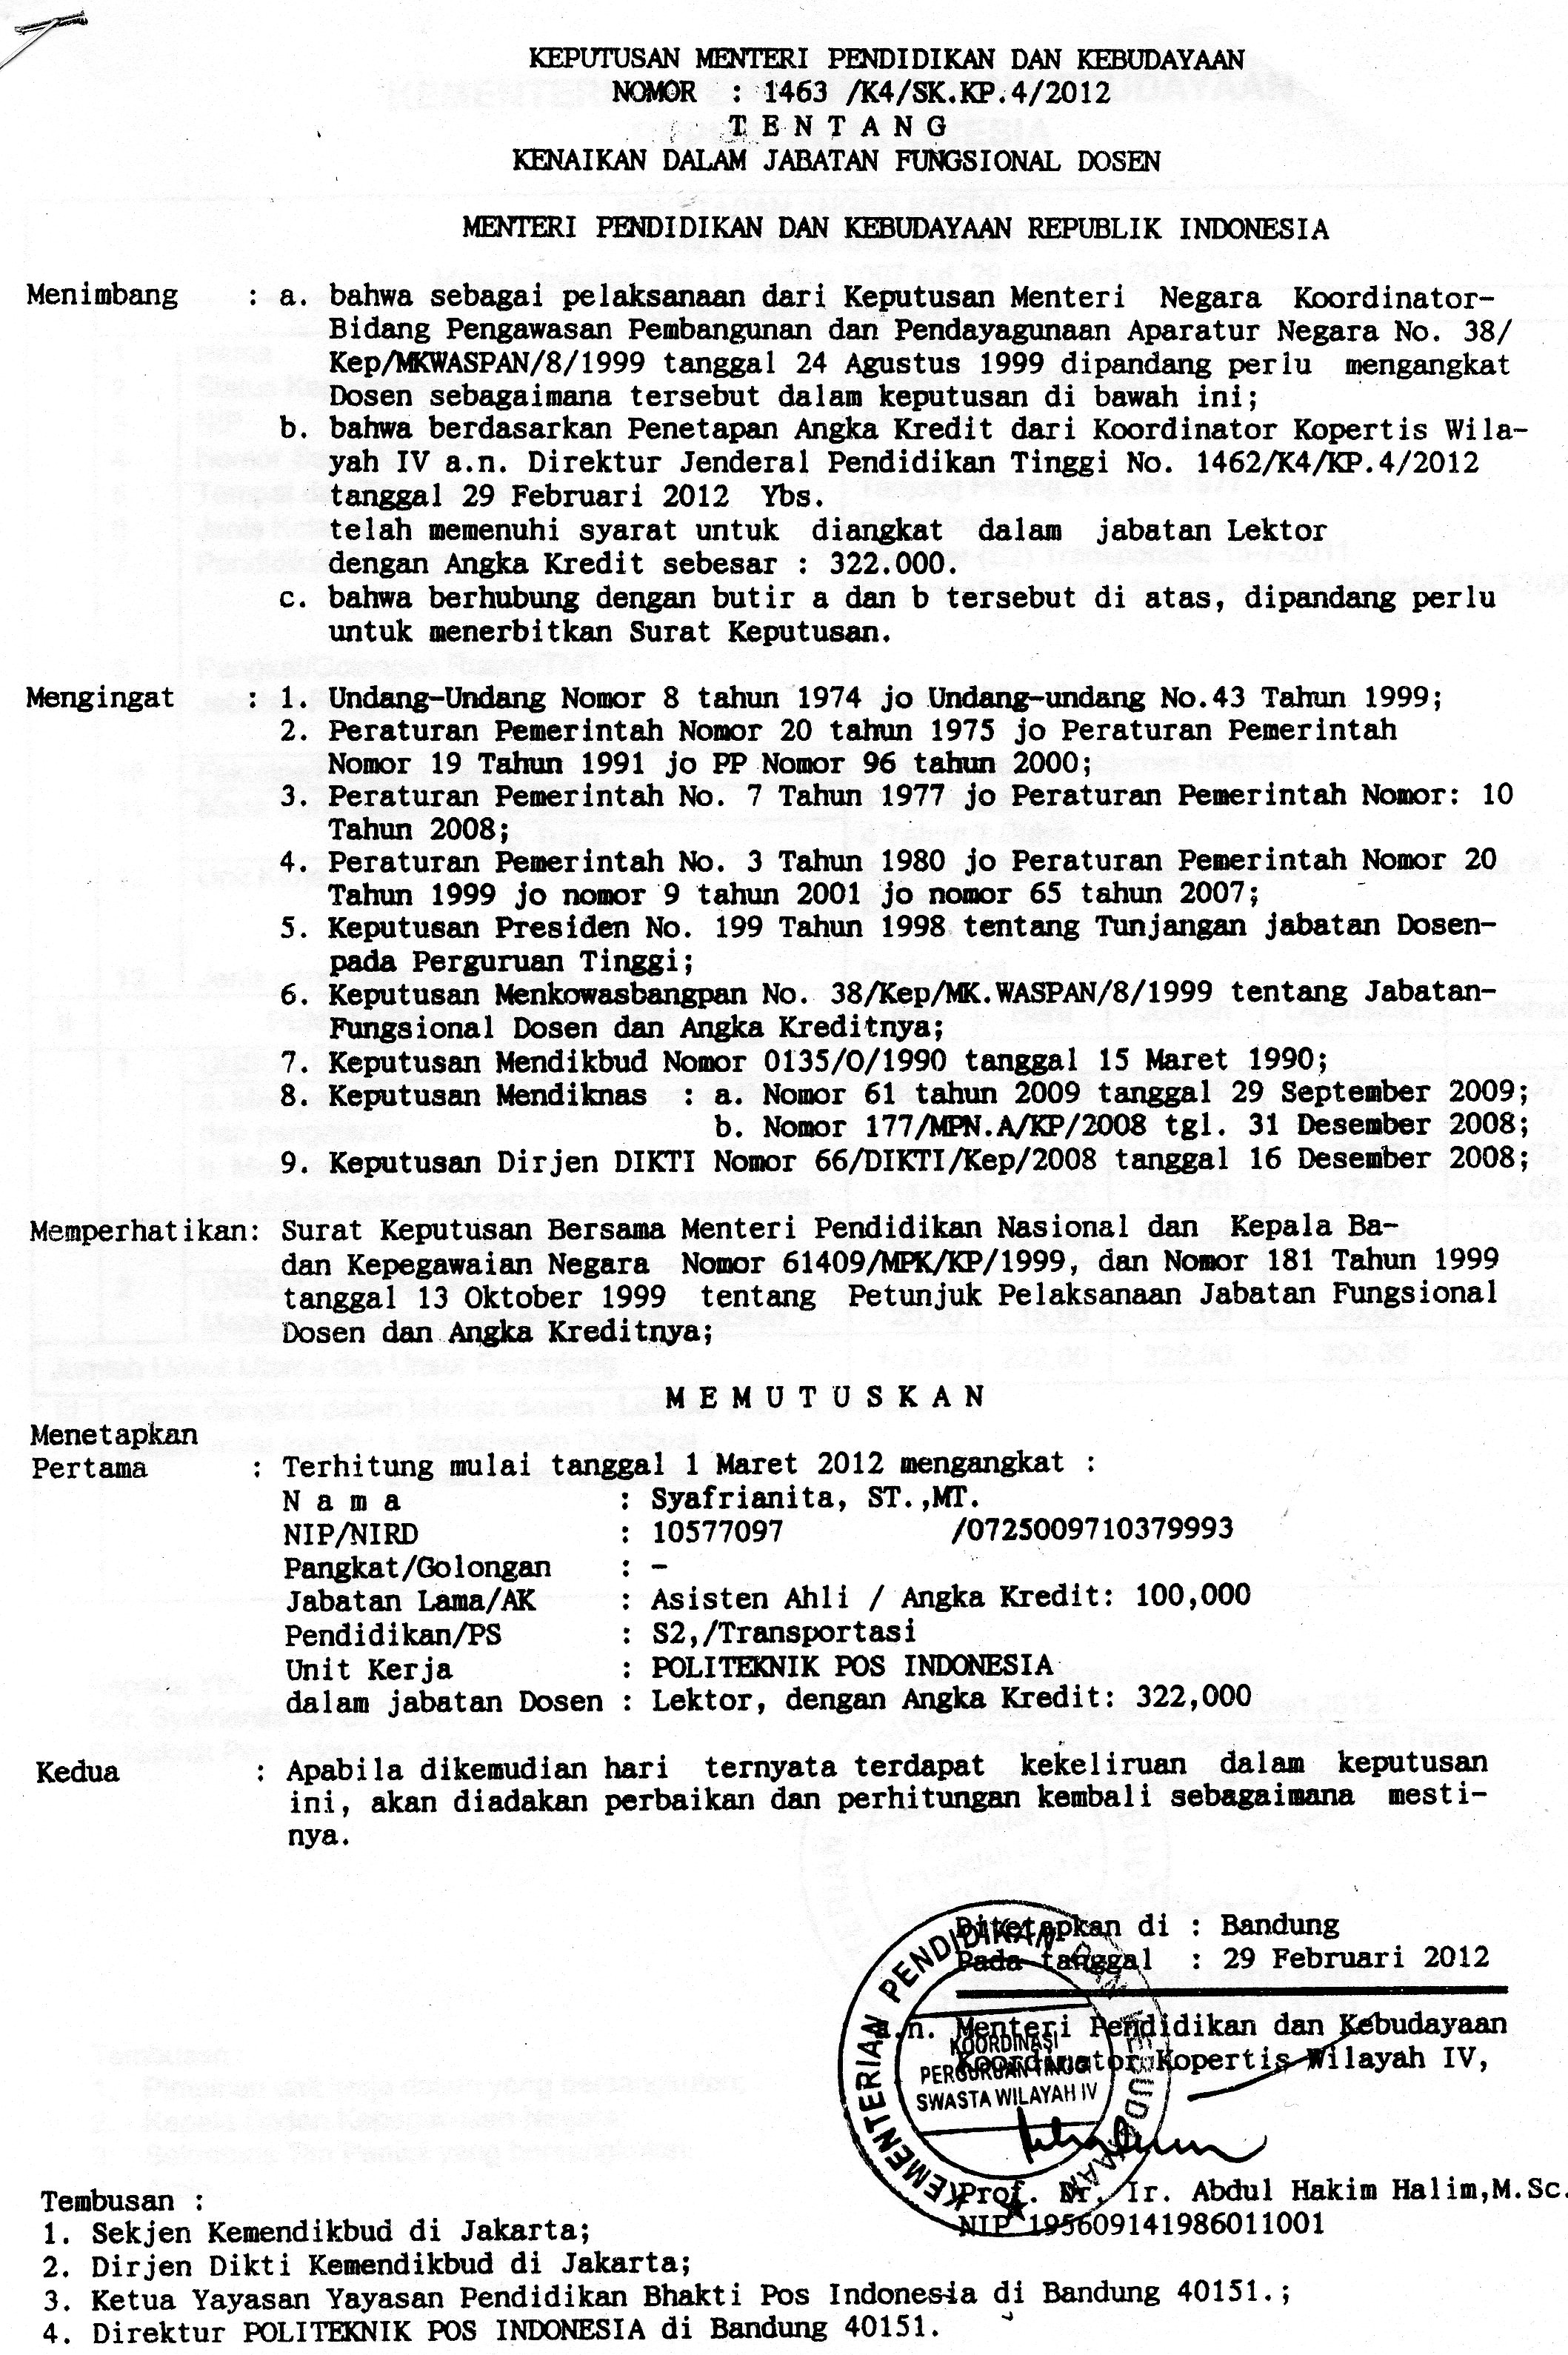 KEPUTUSAN MENTERI PENDIDIKAN DAN KEBUDAYAAN
NOMOR : 1463 /K4/SK.KP.4/2012
T E N T A N G
KENAIKAN DALAM JABATAN FUNGSIONAL DOSEN
MENTERI PENDIDIKAN DAN KEBUDAYAAN REPUBLIK INDONESIA
Menimbang : a. bahwa sebagai pelaksanaan dari Keputusan Menteri Negara Koordinator-
Bidang Pengawasan Pembangunan dan Pendayagunaan Aparatur Negara No. 38/
Kep/MKWASPAN/8/1999 tanggal 24 Agustus 1999 dipandang perlu mengangkat
Dosen sebagaimana tersebut dalam keputusan di bawah ini;
b. bahwa berdasarkan Penetapan Angka Kredit dari Koordinator Kopertis Wila-
yah IV a.n. Direktur Jenderal Pendidikan Tinggi No. 1462/K4/KP.4/2012
tanggal 29 Februari 2012 Ybs.
telah memenuhi syarat untuk diangkat dalam jabatan Lektor
dengan Angka Kredit sebesar : 322.000.
c. bahwa berhubung dengan butir a dan b tersebut di atas, dipandang perlu
untuk menerbitkan Surat Keputusan.
Mengingat : 1. Undang-Undang Nomor 8 tahun 1974 jo Undang-undang No.43 Tahun 1999;
2. Peraturan Pemerintah Nomor 20 tahun 1975 jo Peraturan Pemerintah
Nomor 19 Tahun 1991 jo PP Nomor 96 tahun 2000;
3. Peraturan Pemerintah No. 7 Tahun 1977 jo Peraturan Pemerintah Nomor: 10
Tahun 2008;
4. Peraturan Pemerintah No. 3 Tahun 1980 jo Peraturan Pemerintah Nomor 20
Tahun 1999 jo nomor 9 tahun 2001 jo nomor 65 tahun 2007;
5. Keputusan Presiden No. 199 Tahun 1998 tentang Tunjangan jabatan Dosen-
pada Perguruan Tinggi;
6. Keputusan Menkowasbangpan No. 38/Kep/MK.WASPAN/8/1999 tentang Jabatan-
Fungsional Dosen dan Angka Kreditnya;
7. Keputusan Mendikbud Nomor 0135/O/1990 tanggal 15 Maret 1990;
8. Keputusan Mendiknas : a. Nomor 61 tahun 2009 tanggal 29 September 2009;
b. Nomor 177/MPN.A/KP/2008 tgl. 31 Desember 2008;
9. Keputusan Dirjen DIKTI Nomor 66/DIKTI/Kep/2008 tanggal 16 Desember 2008;
Memperhatikan: Surat Keputusan Bersama Menteri Pendidikan Nasional dan Kepala Ba-
dan Kepegawaian Negara Nomor 61409/MPK/KP/1999, dan Nomor 181 Tahun 1999
tanggal 13 Oktober 1999 tentang Petunjuk Pelaksanaan Jabatan Fungsional
Dosen dan Angka Kreditnya;
M E M U T U S K A N
Menetapkan
Pertama : Terhitung mulai tanggal 1 Maret 2012 mengangkat :
N a m a : Syafrianita, ST.,MT.
NIP/NIRD : 10577097 /0725009710379993
Pangkat/Golongan : -
Jabatan Lama/AK : Asisten Ahli / Angka Kredit: 100,000
Pendidikan/PS : S2,/Transportasi
Unit Kerja : POLITEKNIK POS INDONESIA
dalam jabatan Dosen : Lektor, dengan Angka Kredit: 322,000
Kedua : Apabila dikemudian hari ternyata terdapat kekeliruan dalam keputusan
ini, akan diadakan perbaikan dan perhitungan kembali sebagaimana mesti-
nya.
Ditetapkan di : Bandung
Pada tanggal : 29 Februari 2012
a.n. Menteri Pendidikan dan Kebudayaan
Koordinator Kopertis Wilayah IV,
KEMENTERIAN PENDIDIKAN DAN KEBUDAYAAN
KOORDINASI
PERGURUAN TINGGI
SWASTA WILAYAH IV
Prof. Dr. Ir. Abdul Hakim Halim,M.Sc.
NIP 195609141986011001
Tembusan :
1. Sekjen Kemendikbud di Jakarta;
2. Dirjen Dikti Kemendikbud di Jakarta;
3. Ketua Yayasan Yayasan Pendidikan Bhakti Pos Indonesia di Bandung 40151.;
4. Direktur POLITEKNIK POS INDONESIA di Bandung 40151.